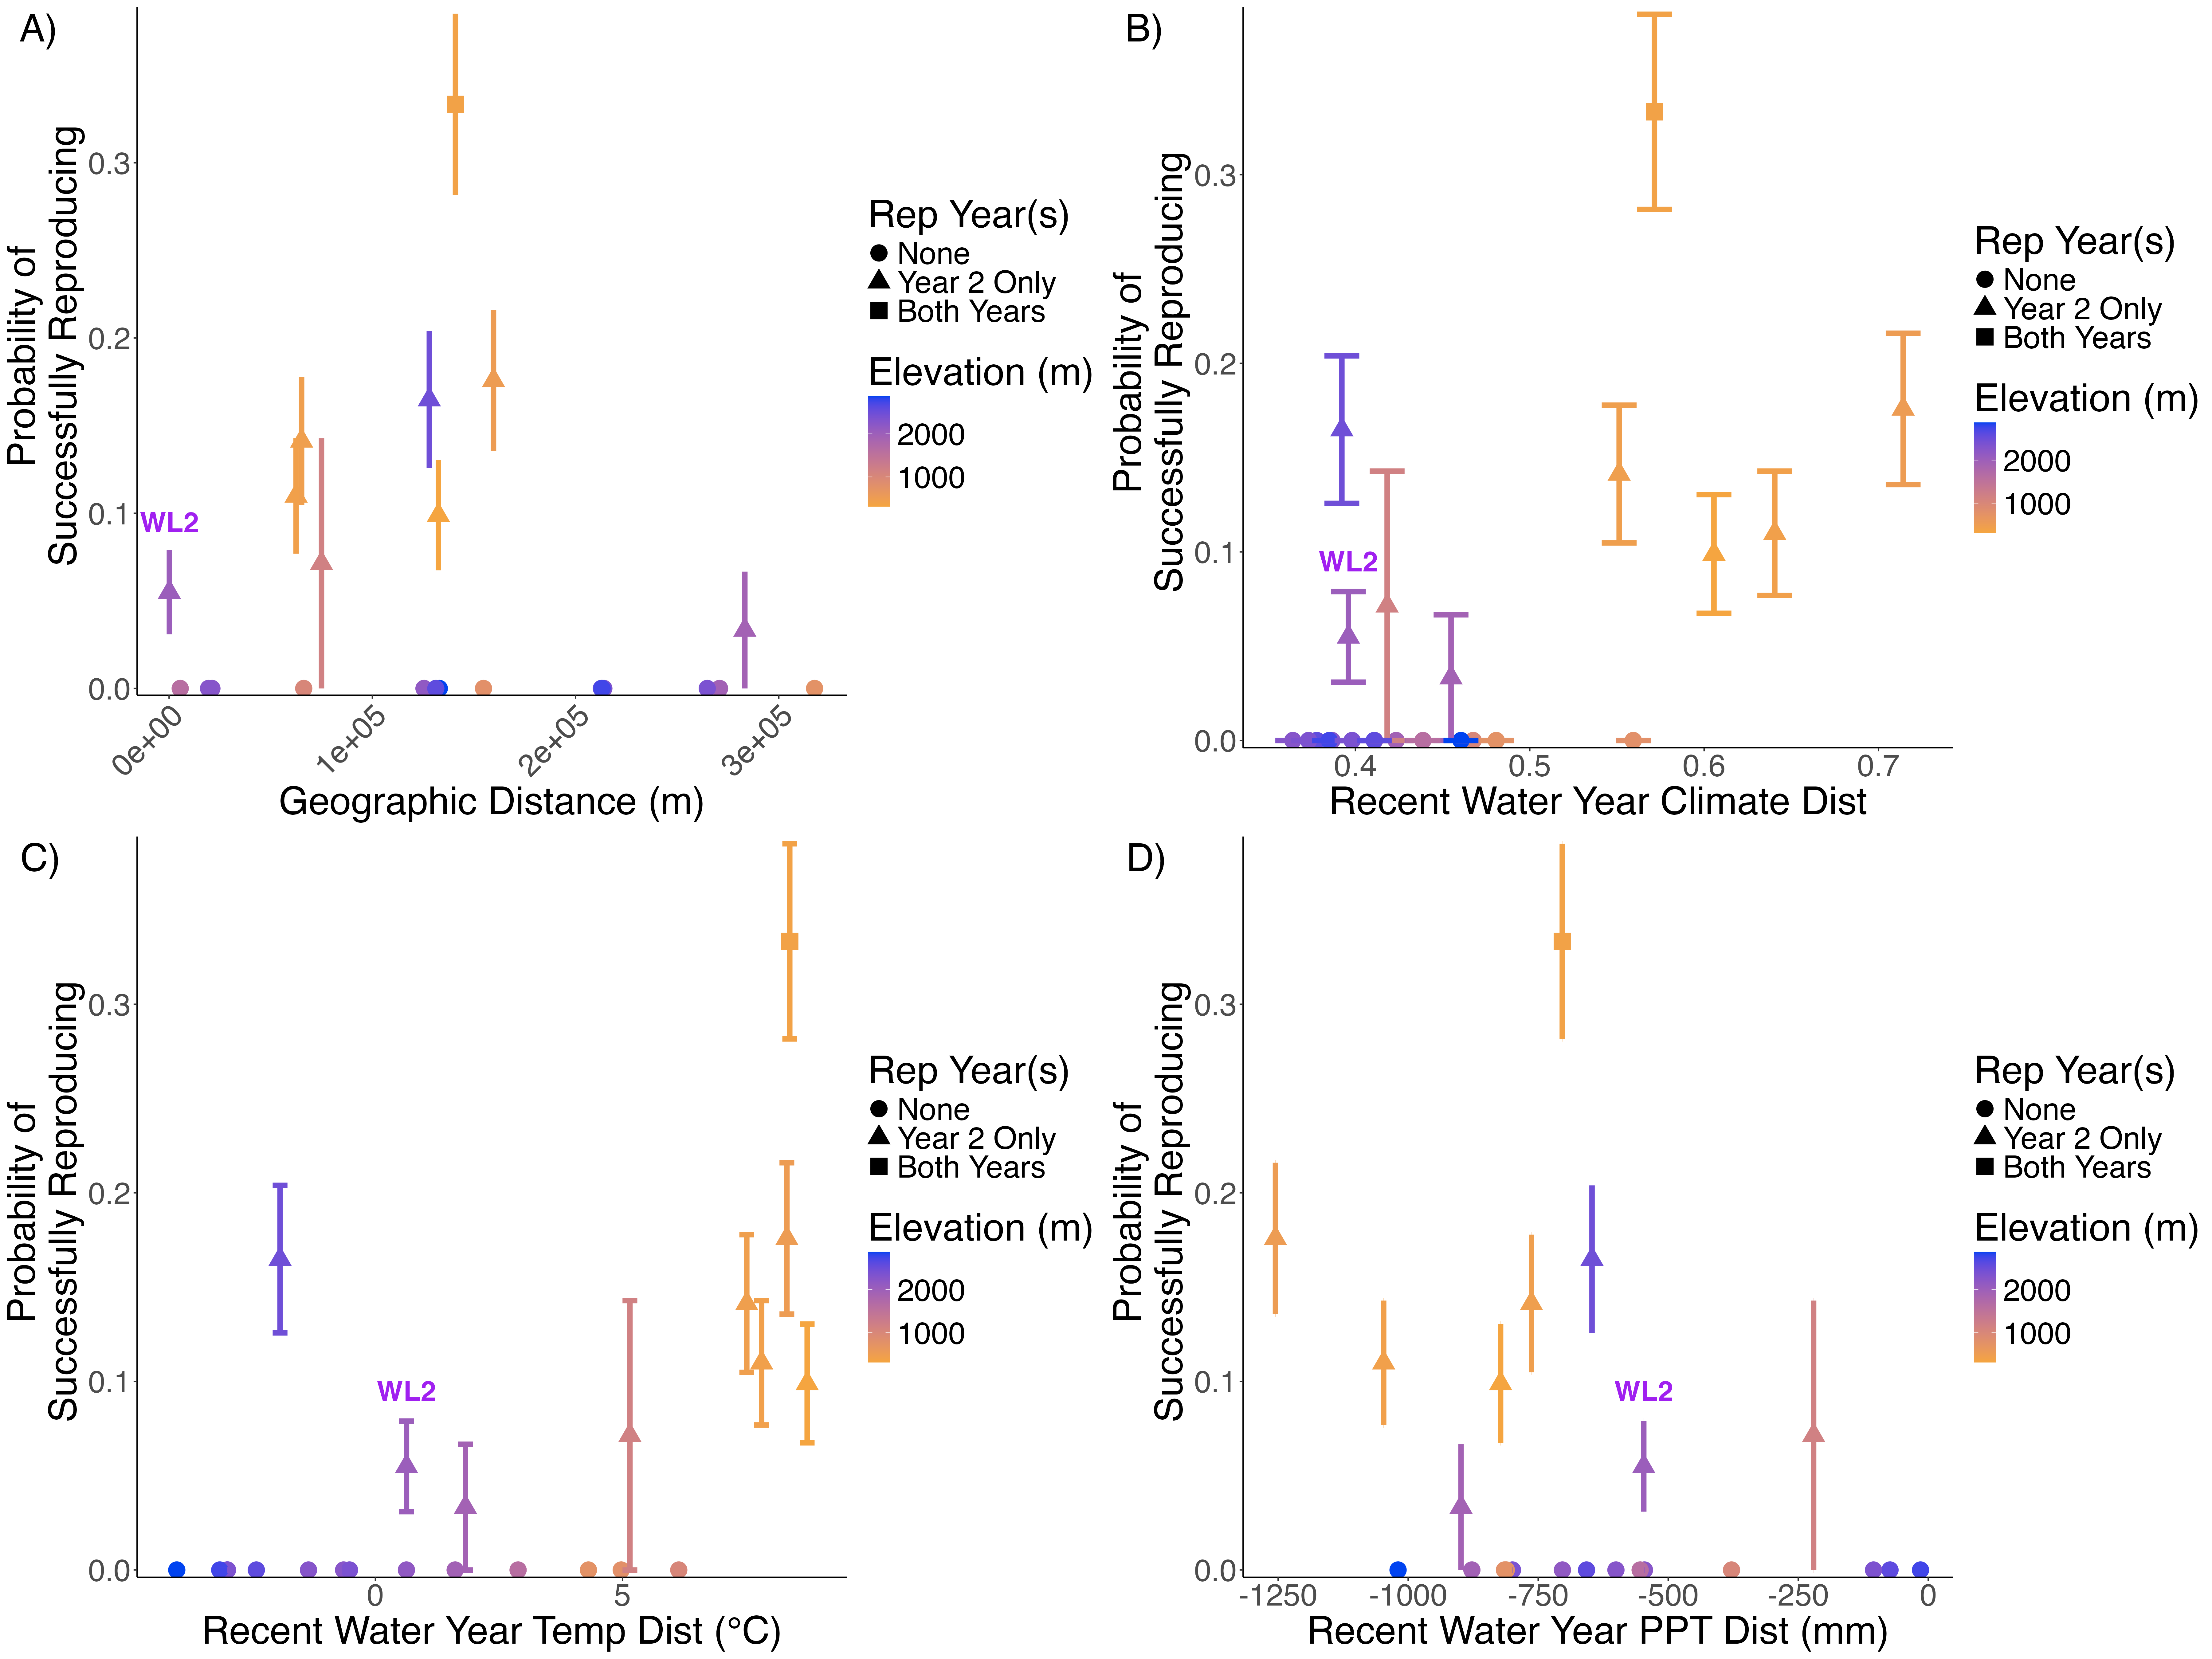 A)
Probability of
Successfully Reproducing
0.3
0.2
0.1
0.0
WL2
0e+00
1e+05
2e+05
3e+05
Geographic Distance (m)
Rep Year(s)
None
Year 2 Only
Both Years
Elevation (m)
2000
1000
B)
Probability of
Successfully Reproducing
0.3
0.2
0.1
0.0
WL2
0.4
0.5
0.6
0.7
Recent Water Year Climate Dist
Rep Year(s)
None
Year 2 Only
Both Years
Elevation (m)
2000
1000
C)
Probability of
Successfully Reproducing
0.3
0.2
0.1
0.0
WL2
0
5
Recent Water Year Temp Dist (°C)
Rep Year(s)
None
Year 2 Only
Both Years
Elevation (m)
2000
1000
D)
Probability of
Successfully Reproducing
0.3
0.2
0.1
0.0
WL2
-1250
-1000
-750
-500
-250
0
Recent Water Year PPT Dist (mm)
Rep Year(s)
None
Year 2 Only
Both Years
Elevation (m)
2000
1000